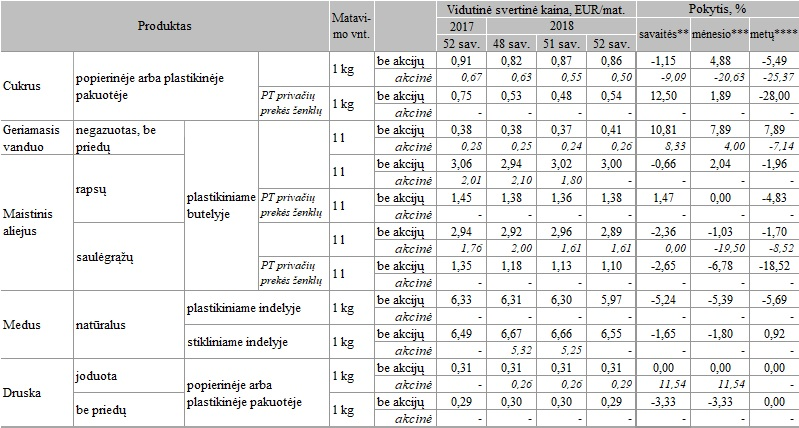 Produktas Matavi- Vidutinė svertinė kaina, EUR/mat. Pokytis, %
mo vnt. 2017 2018 savaitės** mėnesio*** metų****
52 sav. 48 sav. 51 sav. 52 sav.
Cukrus popierinėje arba plastikinėje pakuotėje 1 kg be akcijų 0,91 0,82 0,87 0,86 -1,15 4,88 -5,49
akcinė 0,67 0,63 0,55 0,50 -9,09 -20,63 -25,37
PT privačių prekės ženklų 1 kg be akcijų 0,75 0,53 0,48 0,54 12,50 1,89 -28,00
akcinė - - - - - - -
Geriamasis vanduo negazuotas, be priedų plastikiniame butelyje 1 l be akcijų 0,38 0,38 0,37 0,41 10,81 7,89 7,89
akcinė 0,28 0,25 0,24 0,26 8,33 4,00 -7,14
Maistinis aliejus rapsų 1 l be akcijų 3,06 2,94 3,02 3,00 -0,66 2,04 -1,96
akcinė 2,01 2,10 1,80 - - - -
PT privačių prekės ženklų 1 l be akcijų 1,45 1,38 1,36 1,38 1,47 0,00 -4,83
akcinė - - - - - - -
saulėgrąžų 1 l be akcijų 2,94 2,92 2,96 2,89 -2,36 -1,03 -1,70
akcinė 1,76 2,00 1,61 1,61 0,00 -19,50 -8,52
PT privačių prekės ženklų 1 l be akcijų 1,35 1,18 1,13 1,10 -2,65 -6,78 -18,52
akcinė - - - - - - -
Medus natūralus plastikiniame indelyje 1 kg be akcijų 6,33 6,31 6,30 5,97 -5,24 -5,39 -5,69
akcinė - - - - - - -
stikliniame indelyje 1 kg be akcijų 6,49 6,67 6,66 6,55 -1,65 -1,80 0,92
akcinė - 5,32 5,25 - - - -
Druska joduota popierinėje arba plastikinėje pakuotėje 1 kg be akcijų 0,31 0,31 0,31 0,31 0,00 0,00 0,00
akcinė - 0,26 0,26 0,29 11,54 11,54 -
be priedų 1 kg be akcijų 0,29 0,30 0,30 0,29 -3,33 -3,33 0,00
akcinė - - - - - - -